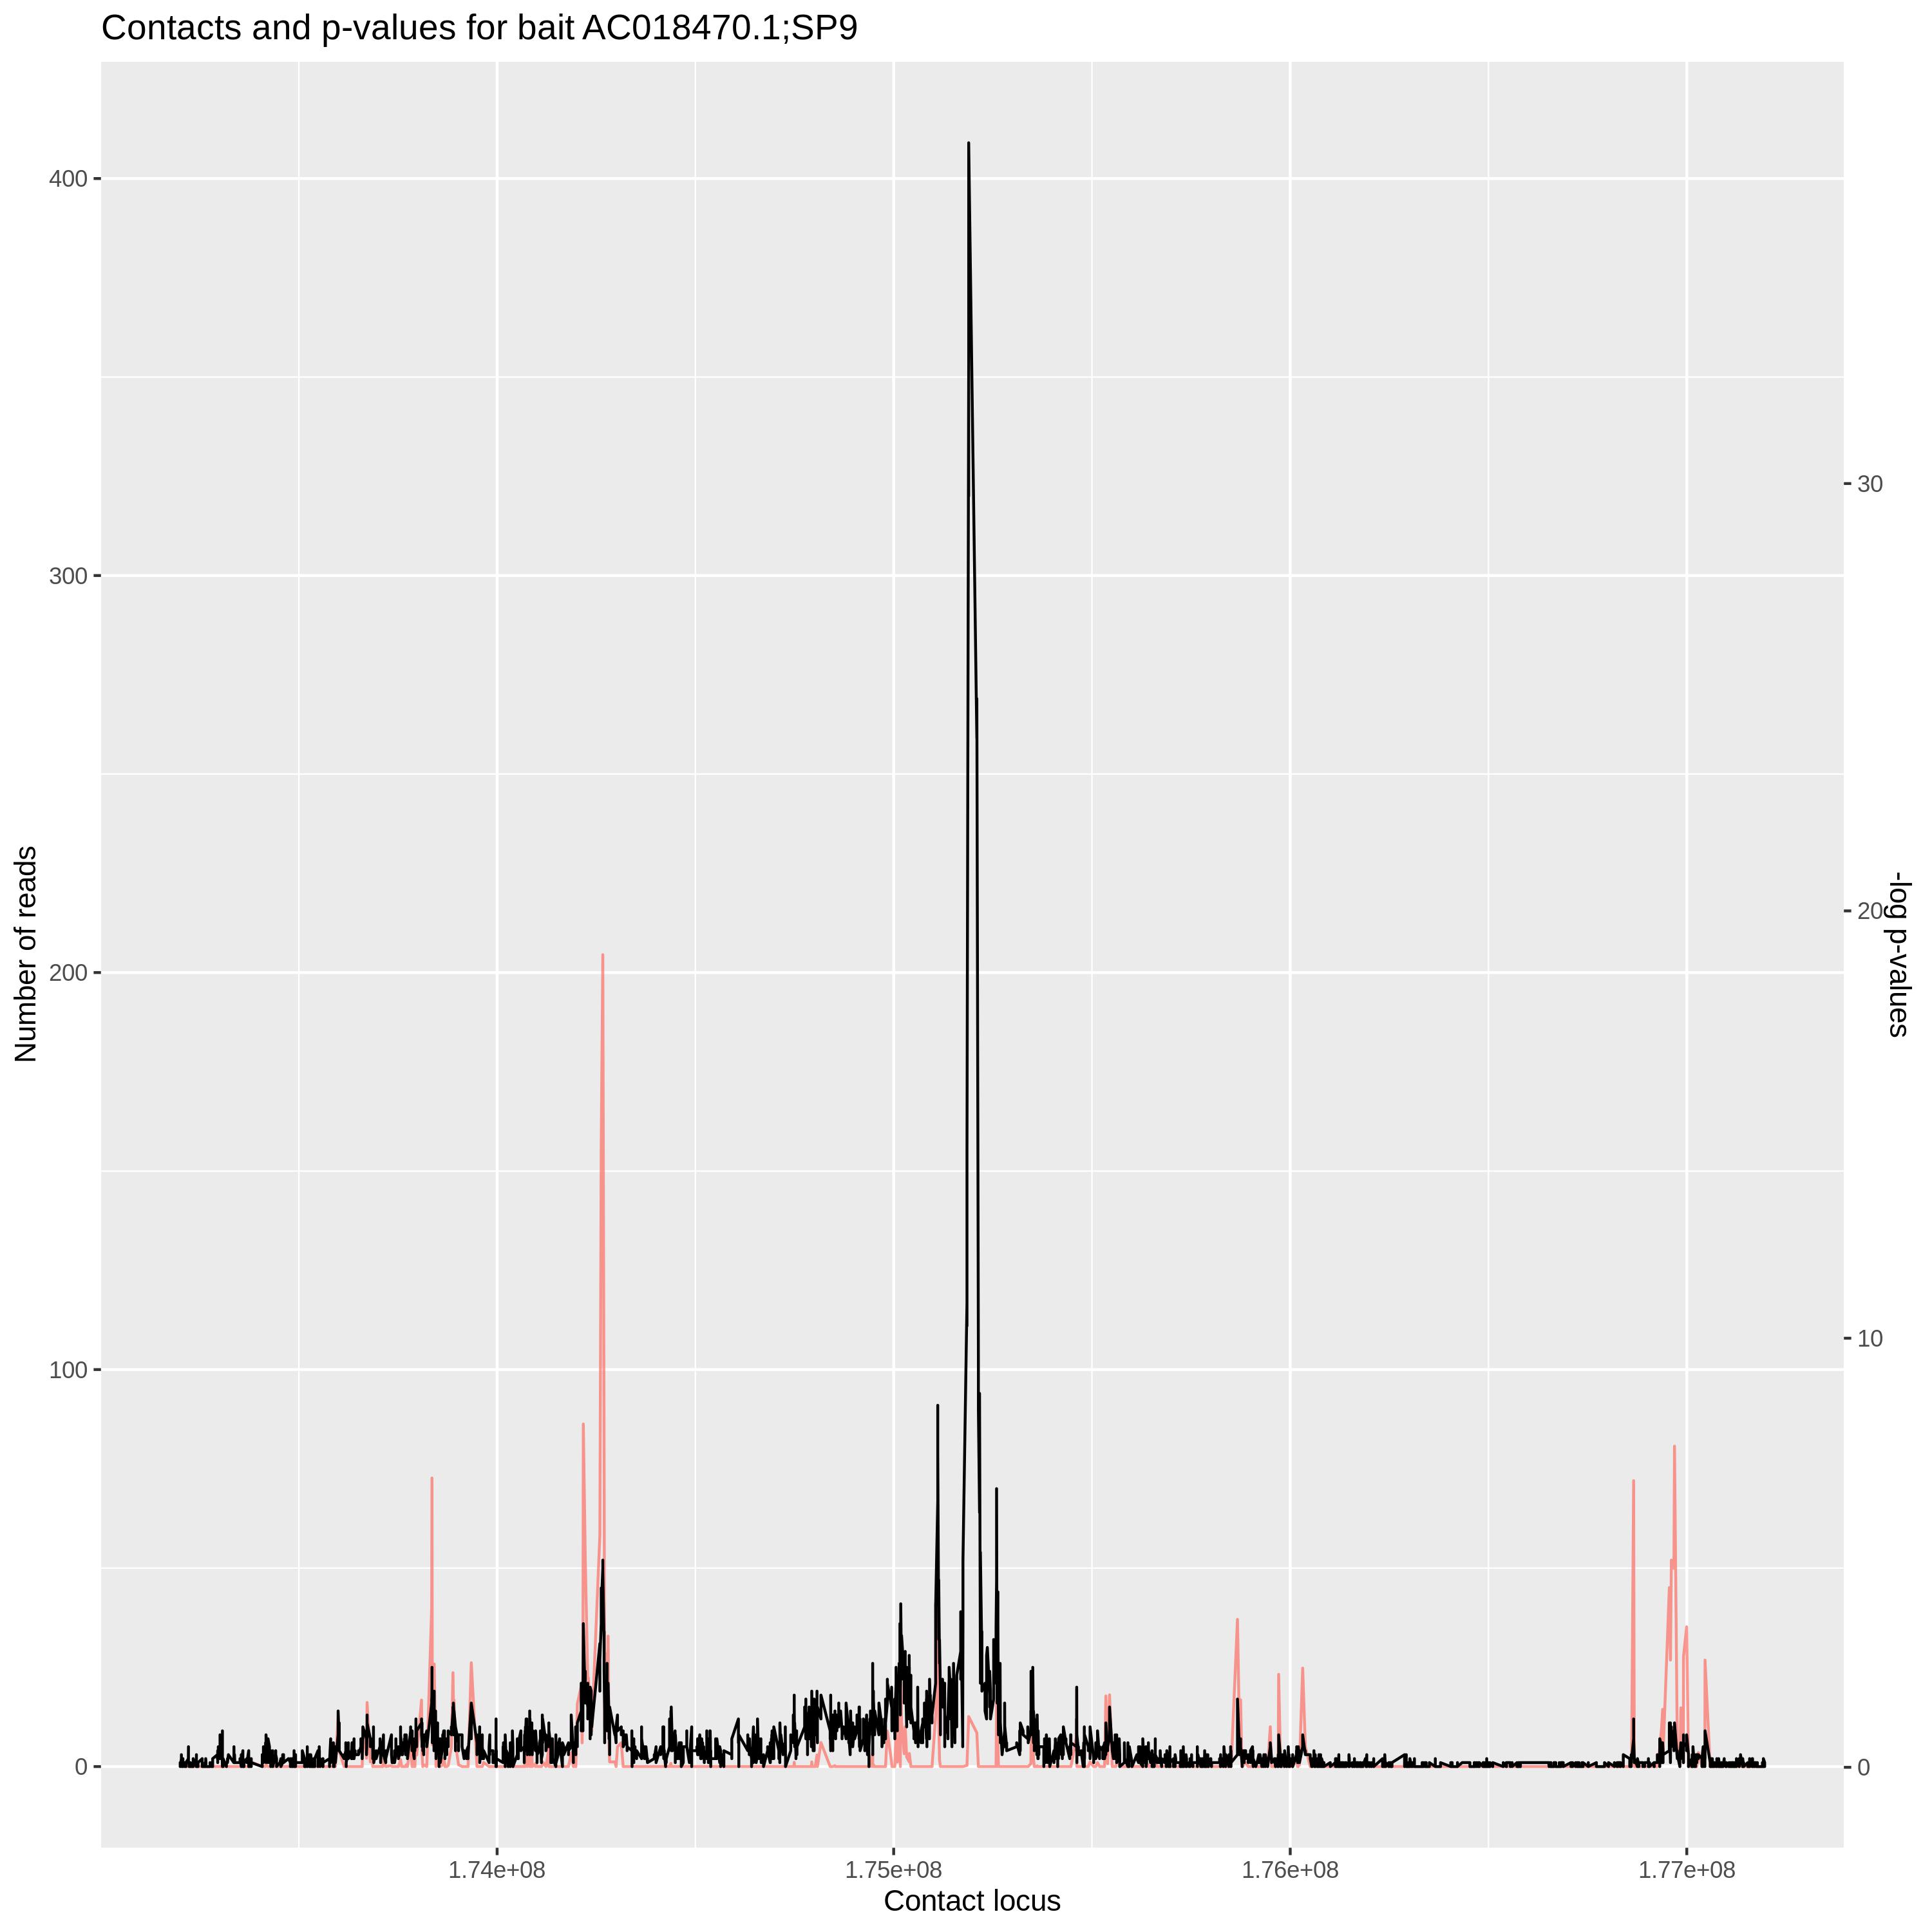 Contacts and p-values for bait AC018470.1;SP9
400
300
200
100
0
Number of reads
30
20
10
0
-log p-values
1.74e+08
1.75e+08
1.76e+08
1.77e+08
Contact locus